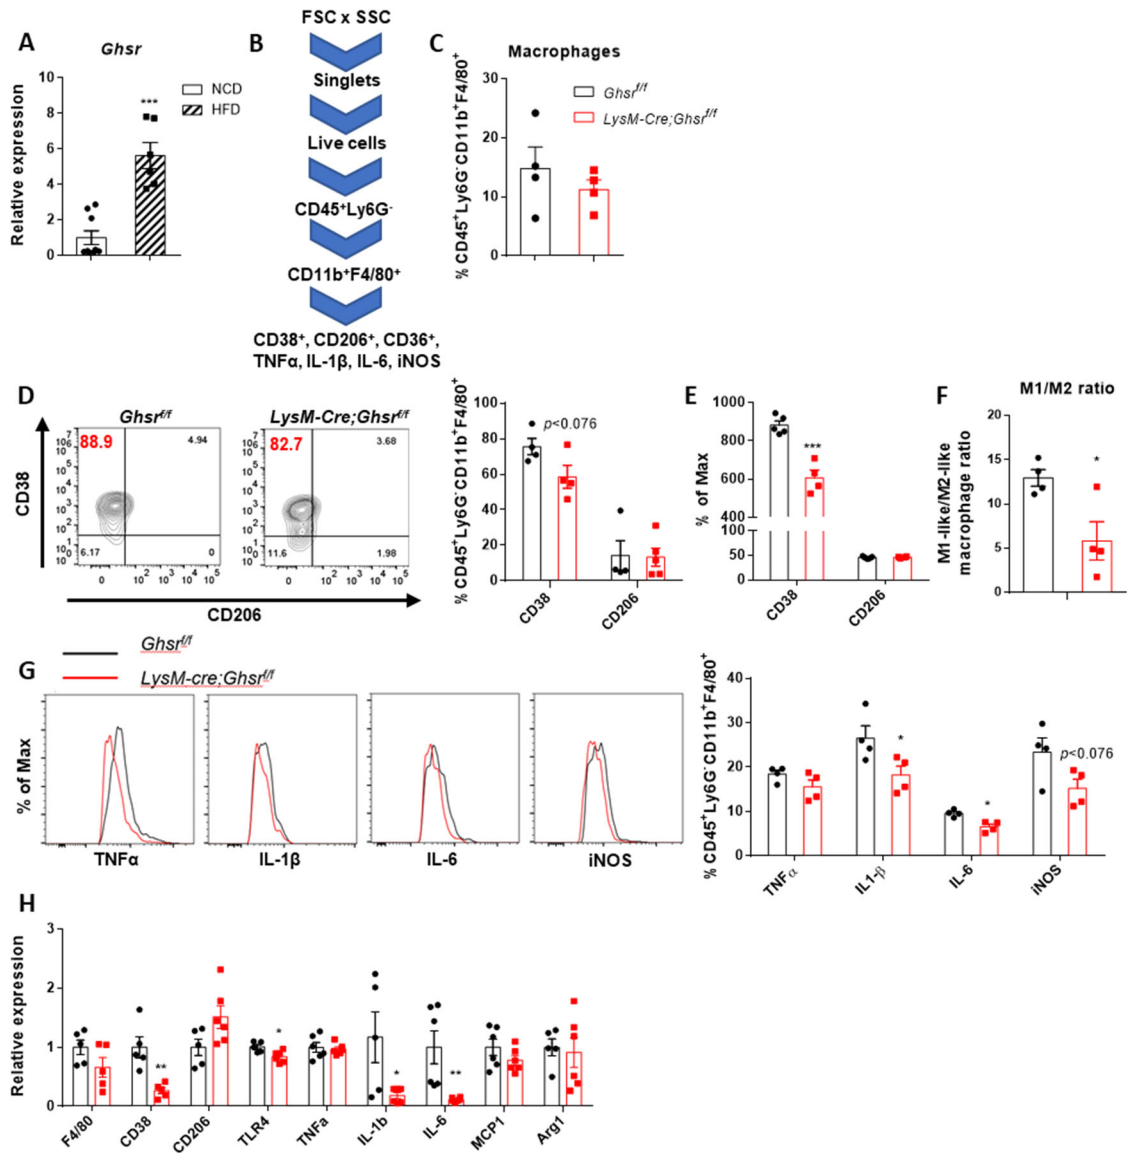 A
Ghsr
Relative expression
10
8
6
4
2
0
***
NCD
HFD
B
FSC x SSC
Singlets
Live cells
CD45⁺Ly6G⁻
CD11b⁺F4/80⁺
CD38⁺, CD206⁺, CD36⁺,
TNFα, IL-1β, IL-6, iNOS
C
Macrophages
% CD45⁺Ly6G⁻CD11b⁺F4/80⁺
30
20
10
0
Ghsrᶠ/ᶠ
LysM-Cre;Ghsrᶠ/ᶠ
D
Ghsrᶠ/ᶠ
LysM-Cre;Ghsrᶠ/ᶠ
CD38
88.9
4.94
6.17
0
82.7
3.68
11.6
1.98
CD206
% CD45⁺Ly6G⁻CD11b⁺F4/80⁺
100
80
60
40
20
0
p<0.076
CD38
CD206
E
% of Max
1000
800
600
400
100
50
0
***
CD38
CD206
F
M1/M2 ratio
M1-like/M2-like
macrophage ratio
20
15
10
5
0
*
G
Ghsrᶠ/ᶠ
LysM-cre;Ghsrᶠ/ᶠ
% of Max
TNFα
IL-1β
IL-6
iNOS
% CD45⁺Ly6G⁻CD11b⁺F4/80⁺
40
30
20
10
0
*
*
p<0.076
TNFα
IL1-β
IL-6
iNOS
H
Relative expression
3
2
1
0
**
*
*
**
F4/80
CD38
CD206
TLR4
TNFa
IL-1b
IL-6
MCP1
Arg1